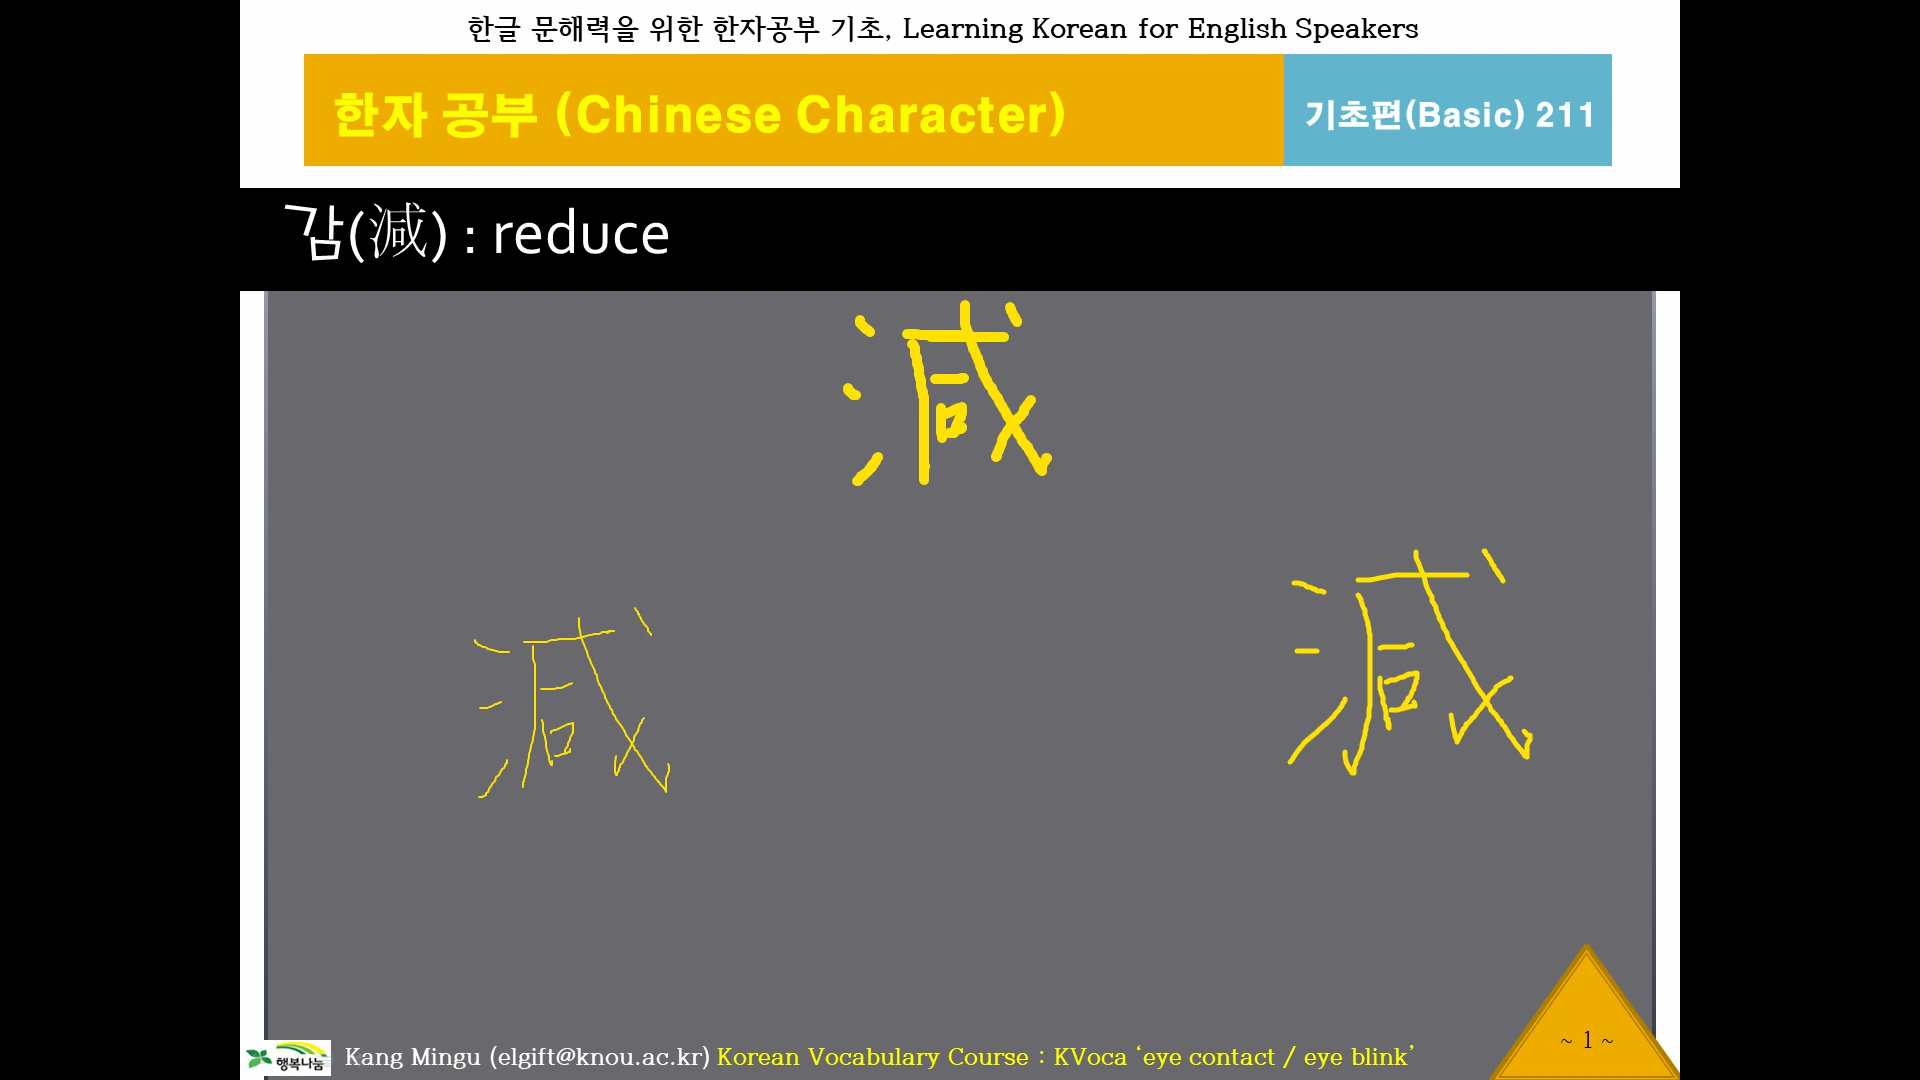 한글 문해력을 위한 한자공부 기초, Learning Korean for English Speakers
한자 공부 (Chinese Character)
기초편(Basic) 211
감(減) : reduce
減
減
減
행복나눔
Kang Mingu (elgift@knou.ac.kr) Korean Vocabulary Course : KVoca ‘eye contact / eye blink’
~ 1 ~